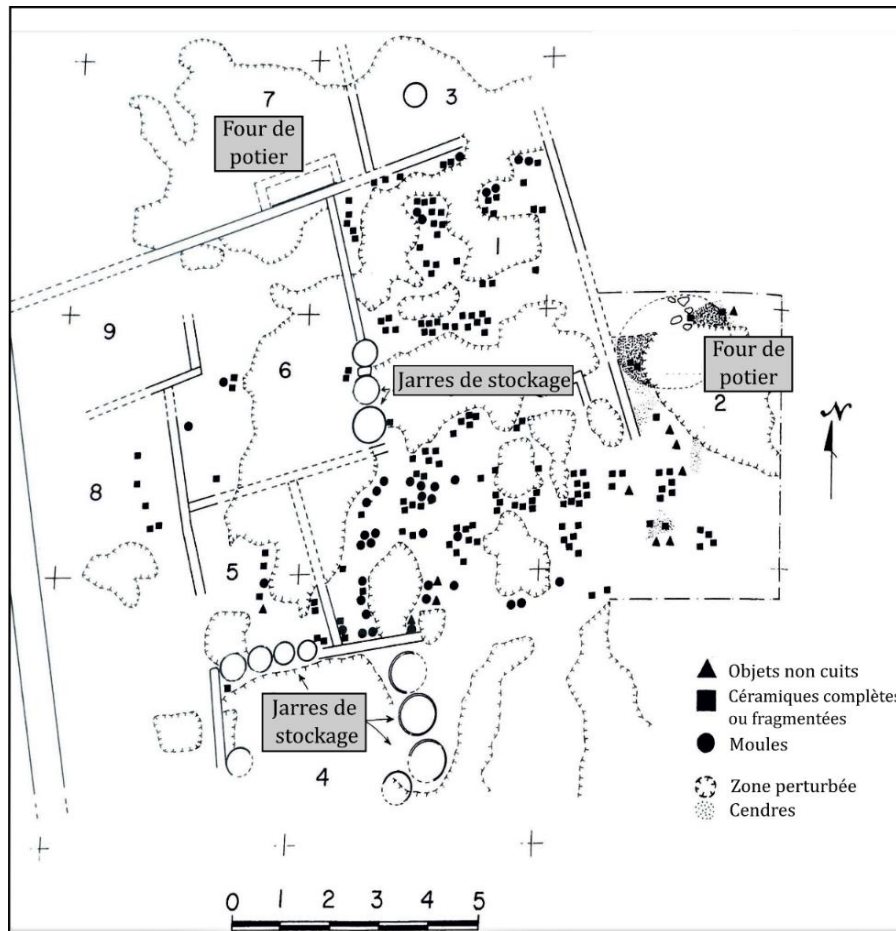 7
3
Four de
potier
1
9
6
Four de
potier
Jarres de stockage
2
N
8
5
Objets non cuits
Céramiques complètes
ou fragmentées
Moules
Zone perturbée
Cendres
Jarres de
stockage
4
0 1 2 3 4 5